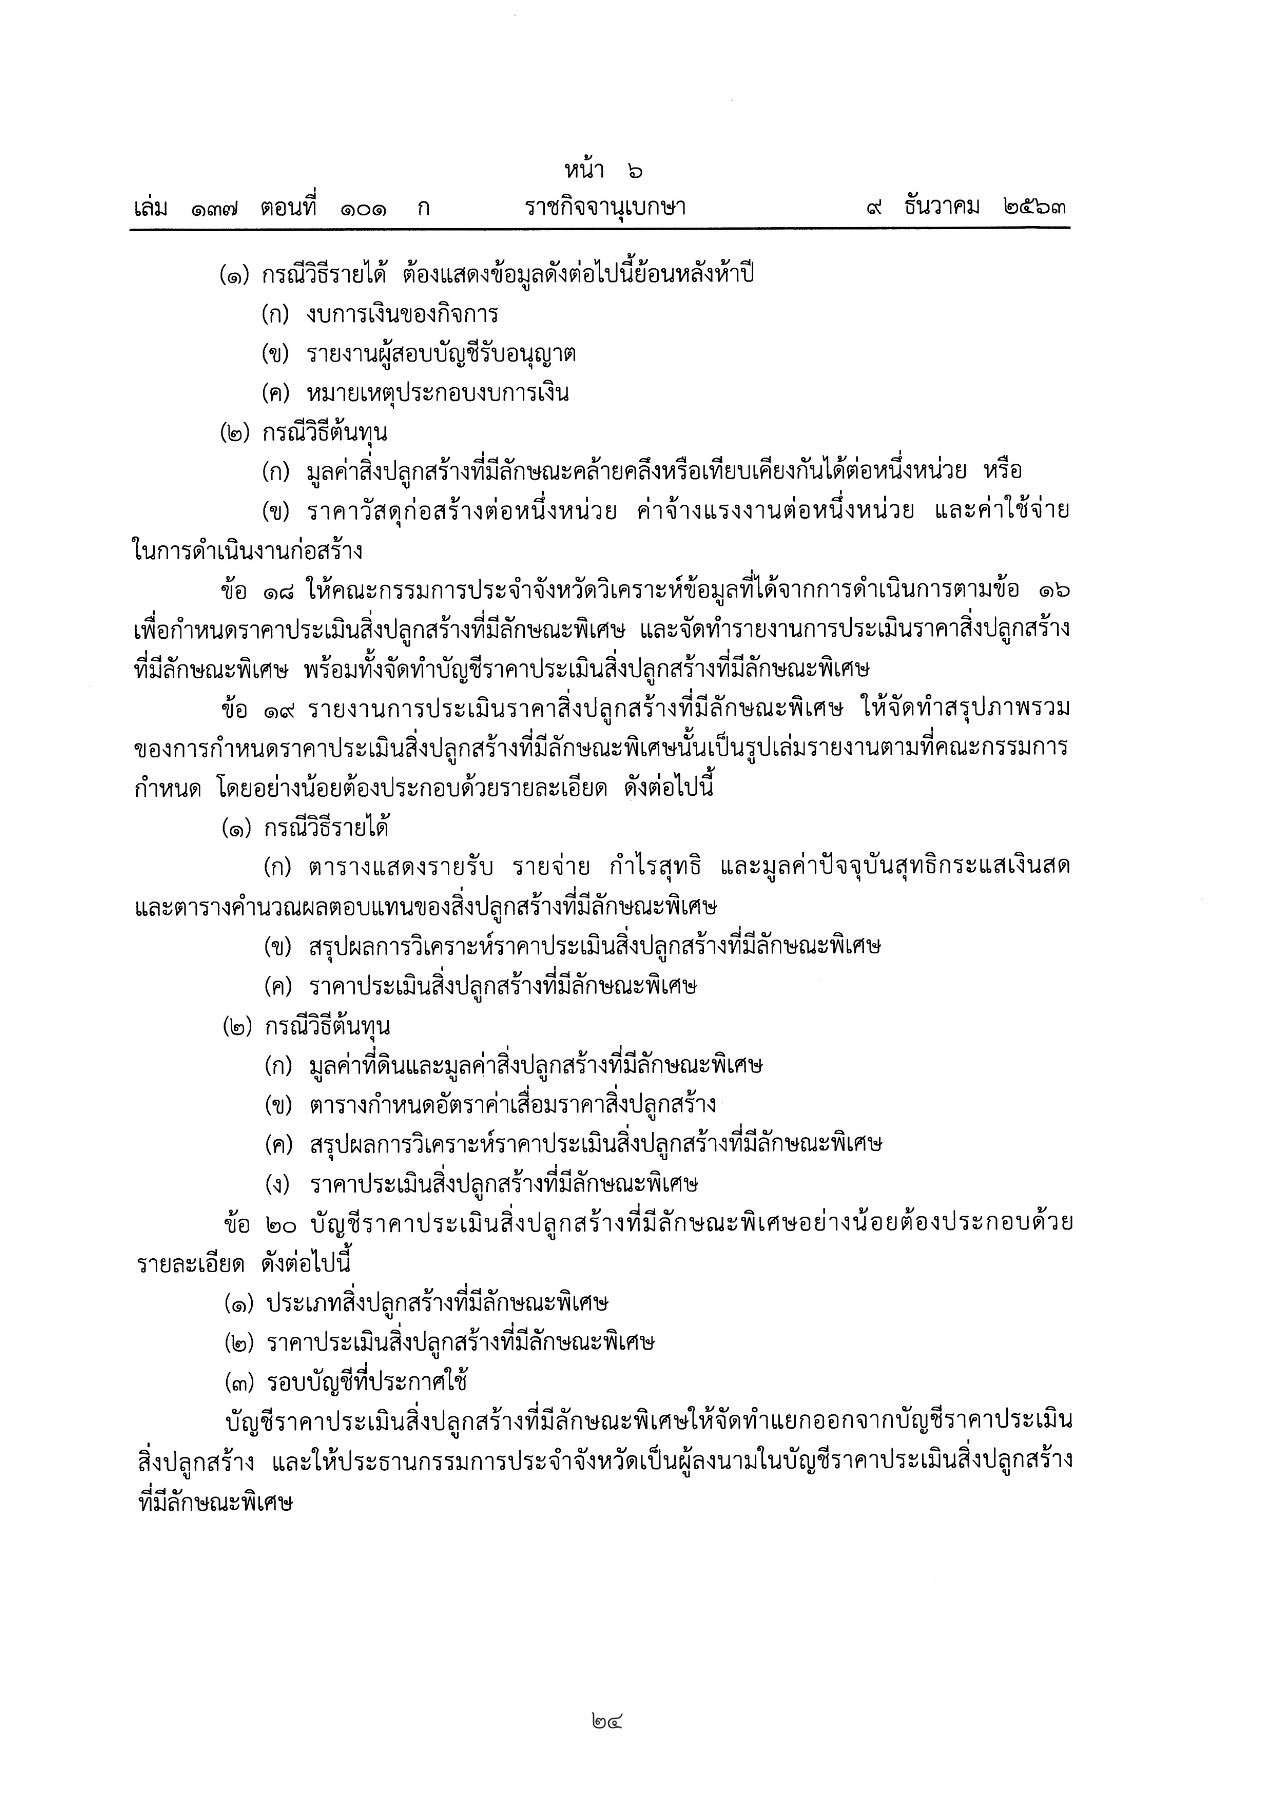 หน้า ๖
เล่ม ๑๓๗ ตอนที่ ๑๐๑ ก ราชกิจจานุเบกษา ๙ ธันวาคม ๒๕๖๓
(๑) กรณีวิธีรายได้ ต้องแสดงข้อมูลดังต่อไปนี้ย้อนหลังห้าปี
(ก) งบการเงินของกิจการ
(ข) รายงานผู้สอบบัญชีรับอนุญาต
(ค) หมายเหตุประกอบงบการเงิน
(๒) กรณีวิธีต้นทุน
(ก) มูลค่าสิ่งปลูกสร้างที่มีลักษณะคล้ายคลึงหรือเทียบเคียงกันได้ต่อหนึ่งหน่วย หรือ
(ข) ราคาวัสดุก่อสร้างต่อหนึ่งหน่วย ค่าจ้างแรงงานต่อหนึ่งหน่วย และค่าใช้จ่าย
ในการดำเนินงานก่อสร้าง
ข้อ ๑๘ ให้คณะกรรมการประจำจังหวัดวิเคราะห์ข้อมูลที่ได้จากการดำเนินการตามข้อ ๑๖
เพื่อกำหนดราคาประเมินสิ่งปลูกสร้างที่มีลักษณะพิเศษ และจัดทำรายงานการประเมินราคาสิ่งปลูกสร้าง
ที่มีลักษณะพิเศษ พร้อมทั้งจัดทำบัญชีราคาประเมินสิ่งปลูกสร้างที่มีลักษณะพิเศษ
ข้อ ๑๙ รายงานการประเมินราคาสิ่งปลูกสร้างที่มีลักษณะพิเศษ ให้จัดทำสรุปภาพรวม
ของการกำหนดราคาประเมินสิ่งปลูกสร้างที่มีลักษณะพิเศษนั้นเป็นรูปเล่มรายงานตามที่คณะกรรมการ
กำหนด โดยอย่างน้อยต้องประกอบด้วยรายละเอียด ดังต่อไปนี้
(๑) กรณีวิธีรายได้
(ก) ตารางแสดงรายรับ รายจ่าย กำไรสุทธิ และมูลค่าปัจจุบันสุทธิกระแสเงินสด
และตารางคำนวณผลตอบแทนของสิ่งปลูกสร้างที่มีลักษณะพิเศษ
(ข) สรุปผลการวิเคราะห์ราคาประเมินสิ่งปลูกสร้างที่มีลักษณะพิเศษ
(ค) ราคาประเมินสิ่งปลูกสร้างที่มีลักษณะพิเศษ
(๒) กรณีวิธีต้นทุน
(ก) มูลค่าที่ดินและมูลค่าสิ่งปลูกสร้างที่มีลักษณะพิเศษ
(ข) ตารางกำหนดอัตราค่าเสื่อมราคาสิ่งปลูกสร้าง
(ค) สรุปผลการวิเคราะห์ราคาประเมินสิ่งปลูกสร้างที่มีลักษณะพิเศษ
(ง) ราคาประเมินสิ่งปลูกสร้างที่มีลักษณะพิเศษ
ข้อ ๒๐ บัญชีราคาประเมินสิ่งปลูกสร้างที่มีลักษณะพิเศษอย่างน้อยต้องประกอบด้วย
รายละเอียด ดังต่อไปนี้
(๑) ประเภทสิ่งปลูกสร้างที่มีลักษณะพิเศษ
(๒) ราคาประเมินสิ่งปลูกสร้างที่มีลักษณะพิเศษ
(๓) รอบบัญชีที่ประกาศใช้
บัญชีราคาประเมินสิ่งปลูกสร้างที่มีลักษณะพิเศษให้จัดทำแยกออกจากบัญชีราคาประเมิน
สิ่งปลูกสร้าง และให้ประธานกรรมการประจำจังหวัดเป็นผู้ลงนามในบัญชีราคาประเมินสิ่งปลูกสร้าง
ที่มีลักษณะพิเศษ
๒๔